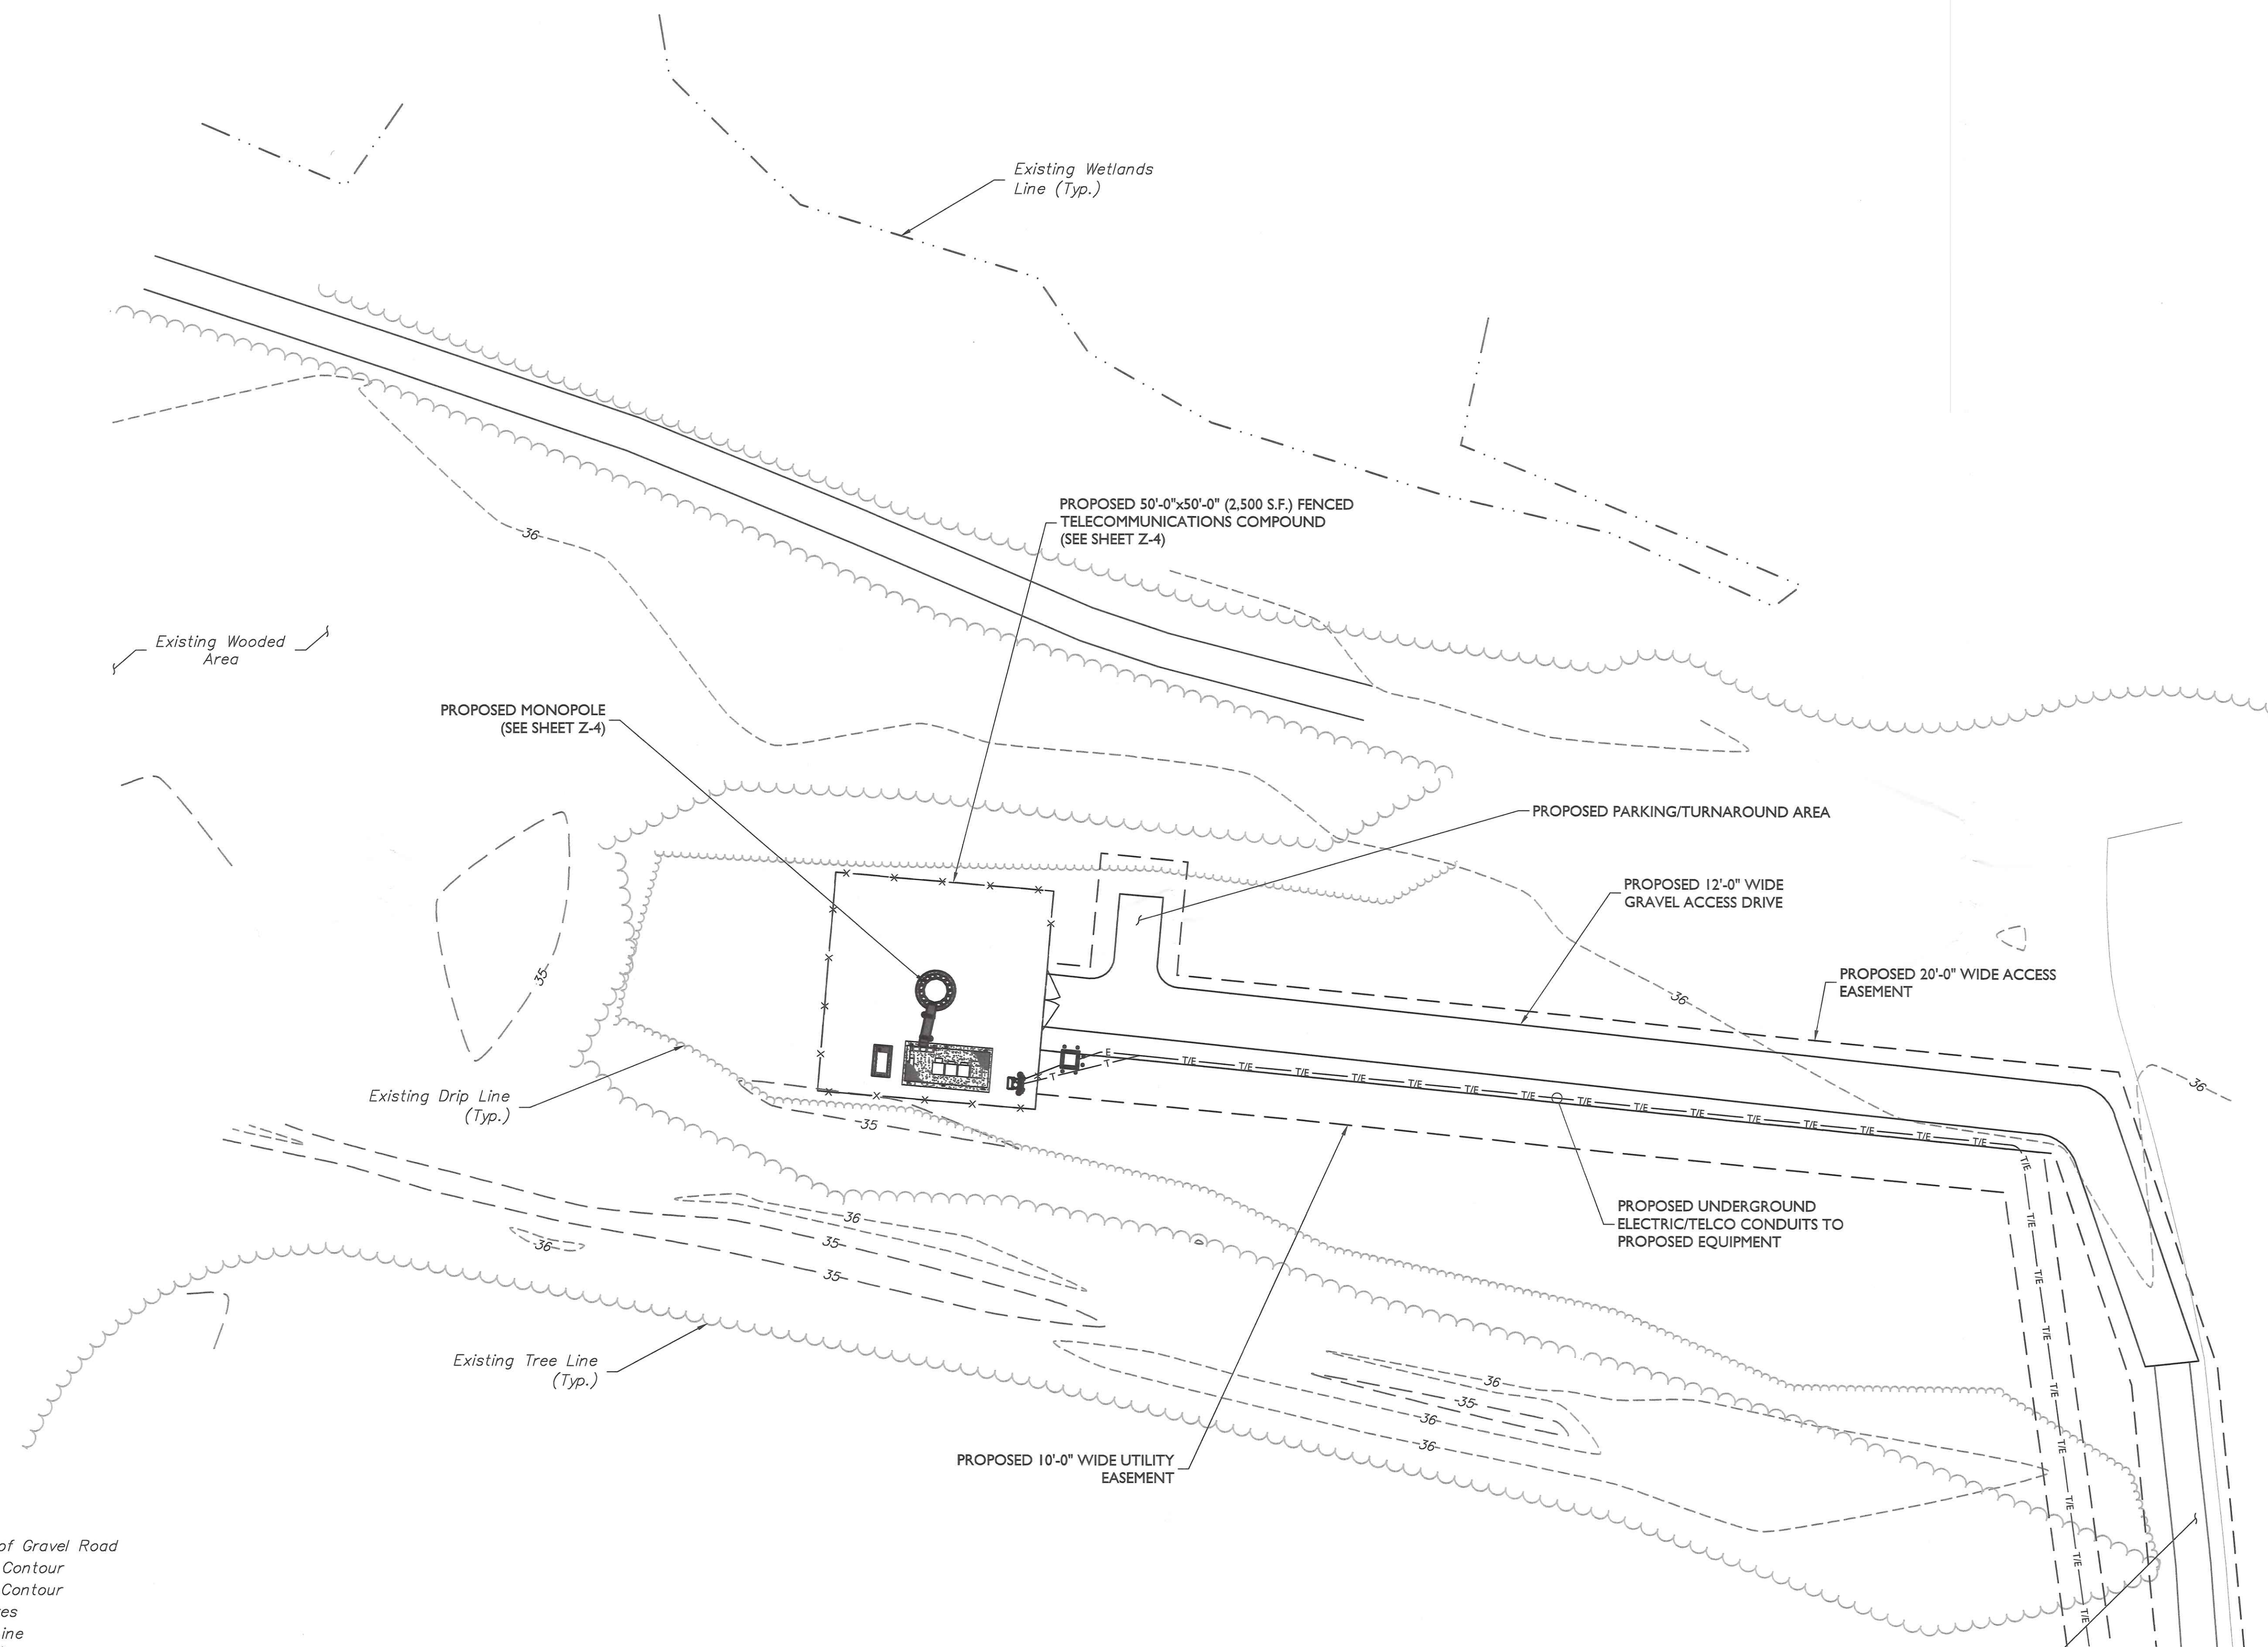 Existing Wetlands
Line (Typ.)
PROPOSED 50'-0"x50'-0" (2,500 S.F.) FENCED
TELECOMMUNICATIONS COMPOUND
(SEE SHEET Z-4)
36
Existing Wooded
Area
PROPOSED MONOPOLE
(SEE SHEET Z-4)
PROPOSED PARKING/TURNAROUND AREA
PROPOSED 12'-0" WIDE
GRAVEL ACCESS DRIVE
PROPOSED 20'-0" WIDE ACCESS
EASEMENT
35
36
36
E
T
T
T/E T/E T/E T/E T/E T/E T/E T/E T/E T/E T/E T/E T/E T/E T/E
Existing Drip Line
(Typ.)
35
T/E
T/E
T/E
T/E
T/E
T/E
T/E
T/E
T/E
PROPOSED UNDERGROUND
ELECTRIC/TELCO CONDUITS TO
PROPOSED EQUIPMENT
36
35
36
35
Existing Tree Line
(Typ.)
36
35
36
36
PROPOSED 10'-0" WIDE UTILITY
EASEMENT
of Gravel Road
Contour
Contour
es
ine